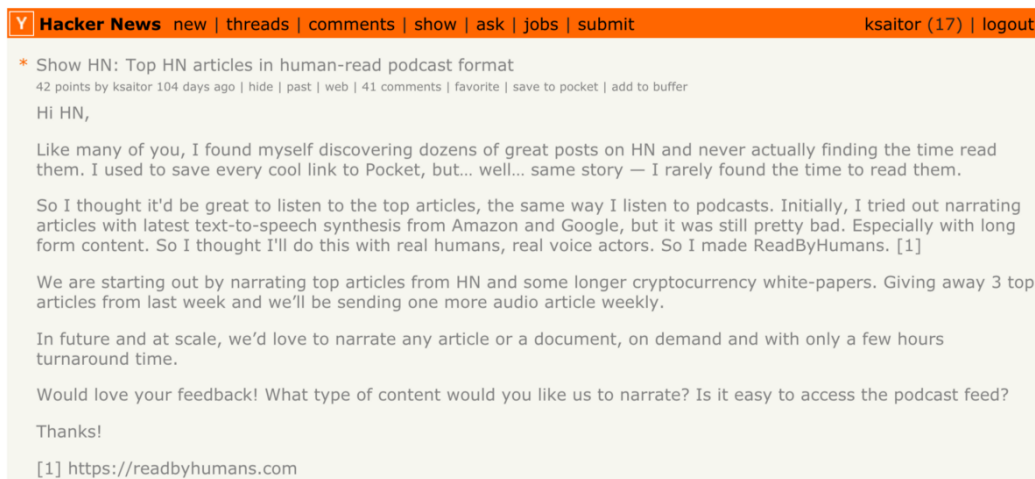 Y Hacker News new | threads | comments | show | ask | jobs | submit ksaitor (17) | logout
* Show HN: Top HN articles in human-read podcast format
42 points by ksaitor 104 days ago | hide | past | web | 41 comments | favorite | save to pocket | add to buffer
Hi HN,
Like many of you, I found myself discovering dozens of great posts on HN and never actually finding the time read
them. I used to save every cool link to Pocket, but… well… same story — I rarely found the time to read them.
So I thought it'd be great to listen to the top articles, the same way I listen to podcasts. Initially, I tried out narrating
articles with latest text-to-speech synthesis from Amazon and Google, but it was still pretty bad. Especially with long
form content. So I thought I'll do this with real humans, real voice actors. So I made ReadByHumans. [1]
We are starting out by narrating top articles from HN and some longer cryptocurrency white-papers. Giving away 3 top
articles from last week and we’ll be sending one more audio article weekly.
In future and at scale, we’d love to narrate any article or a document, on demand and with only a few hours
turnaround time.
Would love your feedback! What type of content would you like us to narrate? Is it easy to access the podcast feed?
Thanks!
[1] https://readbyhumans.com